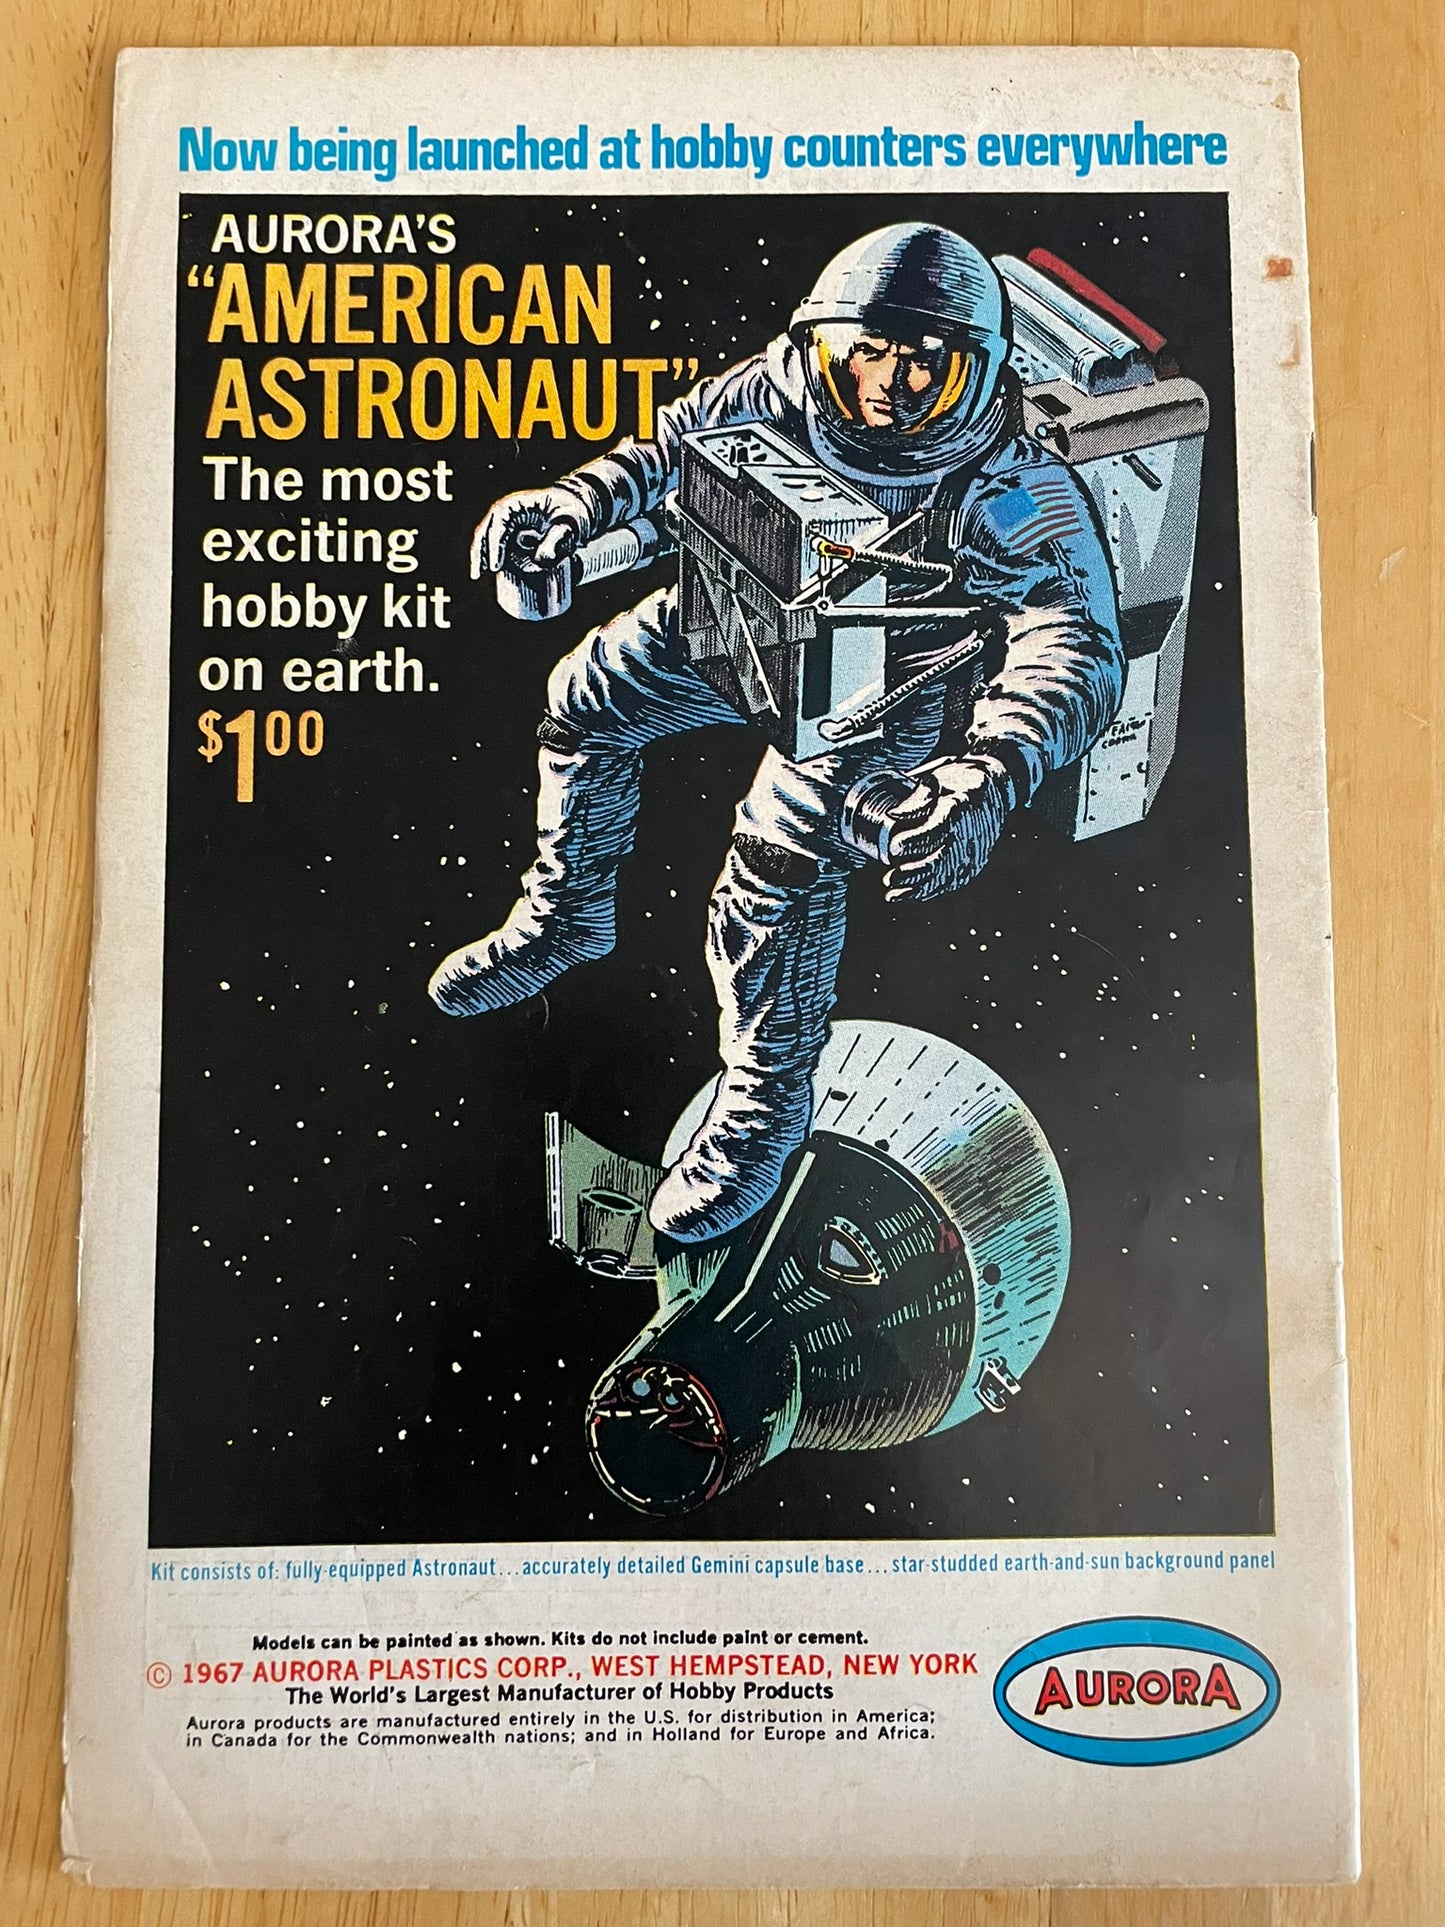 Now being launched at hobby counters everywhere
AURORA'S
"AMERICAN
ASTRONAUT"
The most
exciting
hobby kit
on earth.
$1.00
Kit consists of: fully-equipped Astronaut...accurately detailed Gemini capsule base... star-studded earth-and-sun background panel
Models can be painted as shown. Kits do not include paint or cement.
© 1967 AURORA PLASTICS CORP., WEST HEMPSTEAD, NEW YORK
The World's Largest Manufacturer of Hobby Products
Aurora products are manufactured entirely in the U.S. for distribution in America;
in Canada for the Commonwealth nations; and in Holland for Europe and Africa.
AURORA